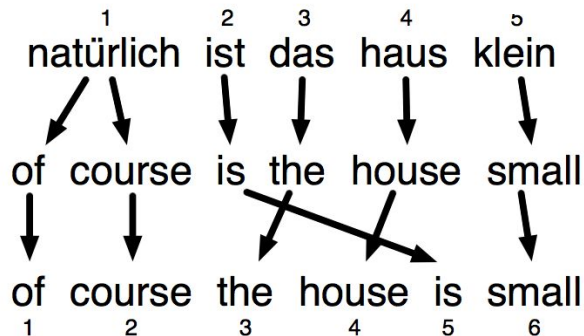 1 2 3 4 5
natürlich ist das haus klein
of course is the house small
of course the house is small
1 2 3 4 5 6